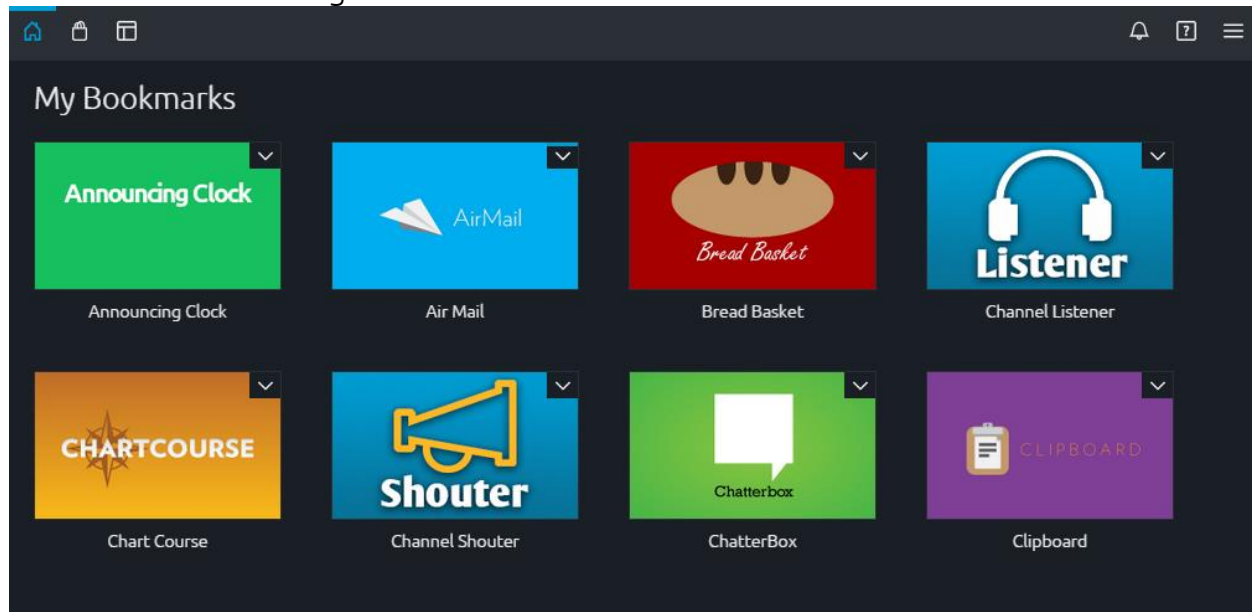 My Bookmarks
Announcing Clock
AirMail
Bread Basket
Listener
Announcing Clock
Air Mail
Bread Basket
Channel Listener
CHARTCOURSE
Shouter
Chatterbox
CLIPBOARD
Chart Course
Channel Shouter
ChatterBox
Clipboard